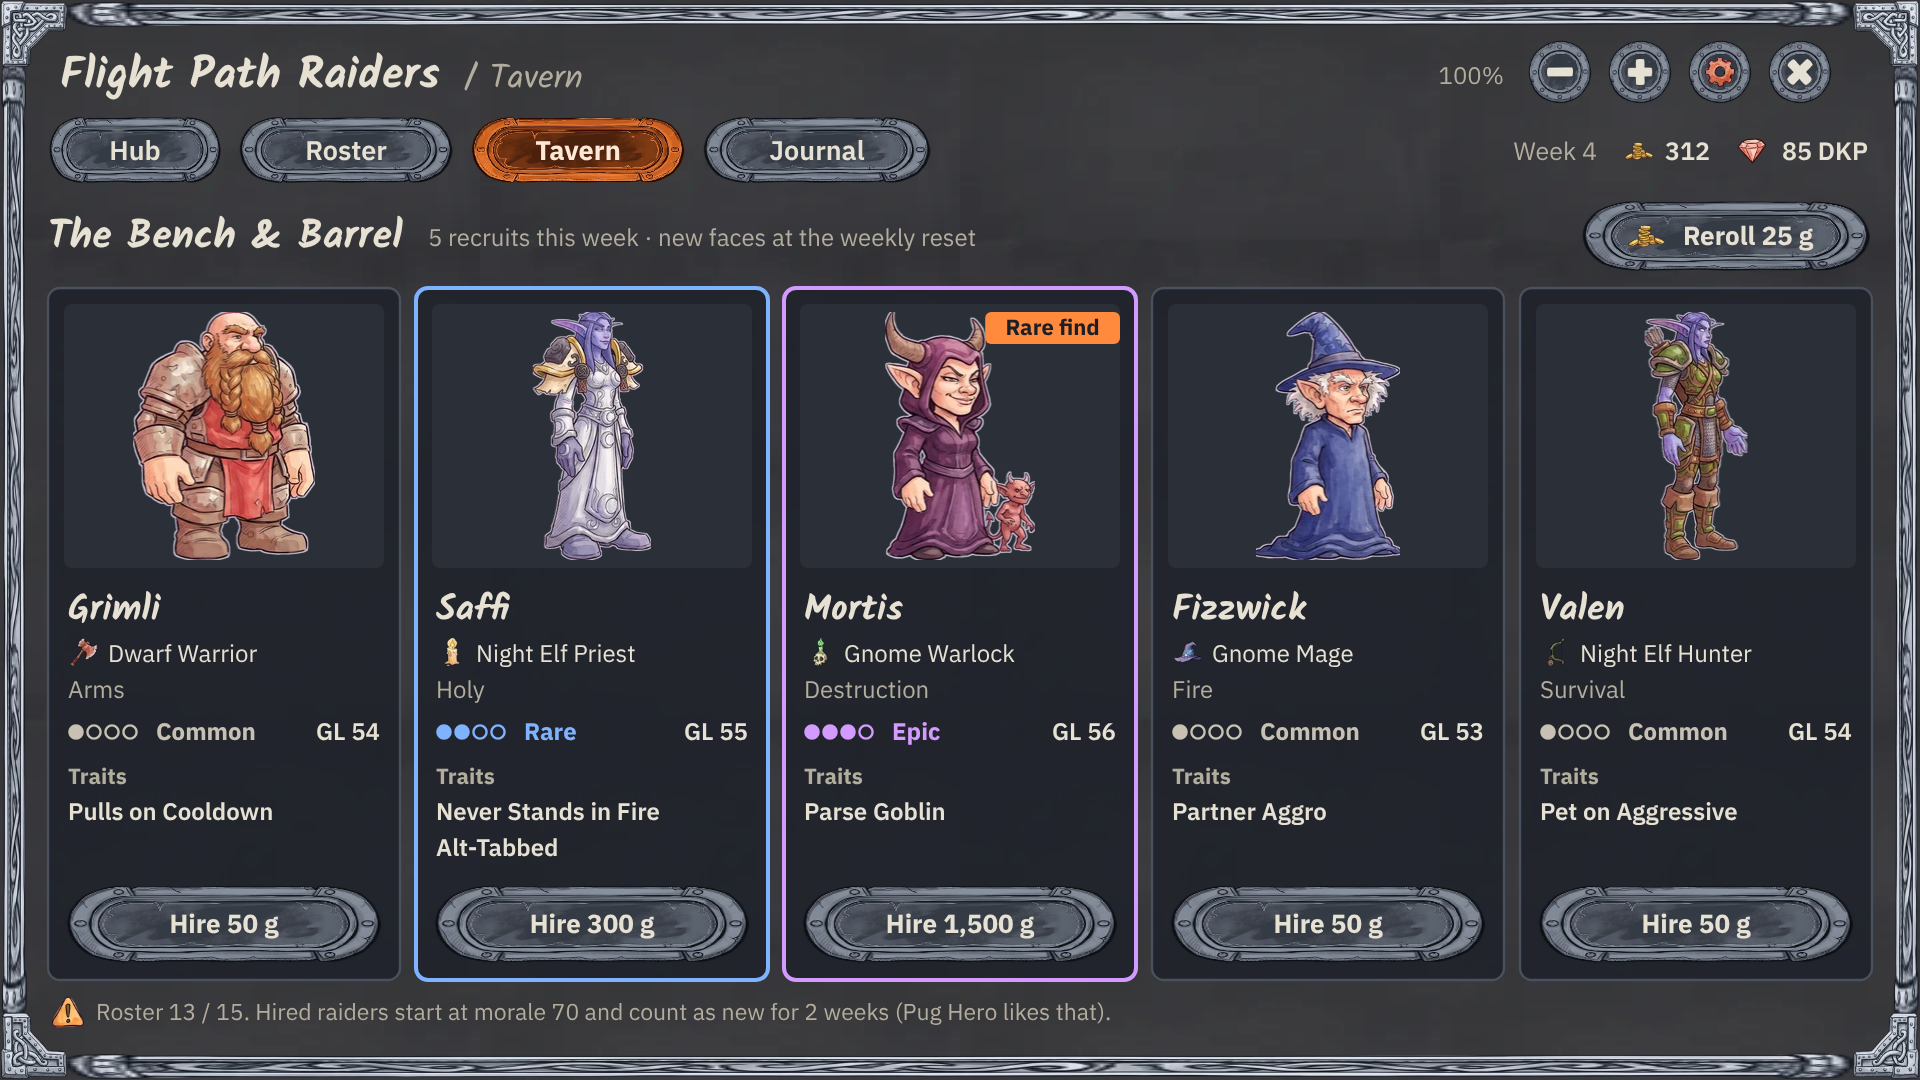 Flight Path Raiders / Tavern
100%
Hub
Roster
Tavern
Journal
Week 4
312
85 DKP
The Bench & Barrel
5 recruits this week · new faces at the weekly reset
Reroll 25 g
Grimli
Dwarf Warrior
Arms
Common
GL 54
Traits
Pulls on Cooldown
Hire 50 g
Saffi
Night Elf Priest
Holy
Rare
GL 55
Traits
Never Stands in Fire
Alt-Tabbed
Hire 300 g
Rare find
Mortis
Gnome Warlock
Destruction
Epic
GL 56
Traits
Parse Goblin
Hire 1,500 g
Fizzwick
Gnome Mage
Fire
Common
GL 53
Traits
Partner Aggro
Hire 50 g
Valen
Night Elf Hunter
Survival
Common
GL 54
Traits
Pet on Aggressive
Hire 50 g
Roster 13 / 15. Hired raiders start at morale 70 and count as new for 2 weeks (Pug Hero likes that).